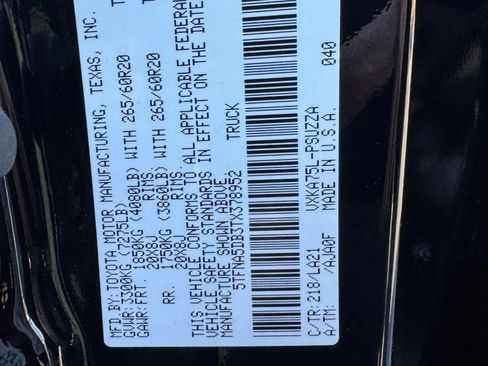 MFD BY: TOYOTA MOTOR MANUFACTURING, TEXAS, INC.
GVWR: 3300KG (7275LB)
GAWR: FRT. 1850KG (4080LB) WITH 265/60R20
20X8J RIMS,
RR. 1750KG (3860LB) WITH 265/60R20
20X8J RIMS,
THIS VEHICLE CONFORMS TO ALL APPLICABLE FEDERAL
VEHICLE SAFETY STANDARDS IN EFFECT ON THE DATE
MANUFACTURE SHOWN ABOVE.
5TFNA5DB3TX378952 TRUCK
C/TR: 218/LA21 VXKA75L-PSUZZA
A/TM: /AJA0F MADE IN U.S.A. 040